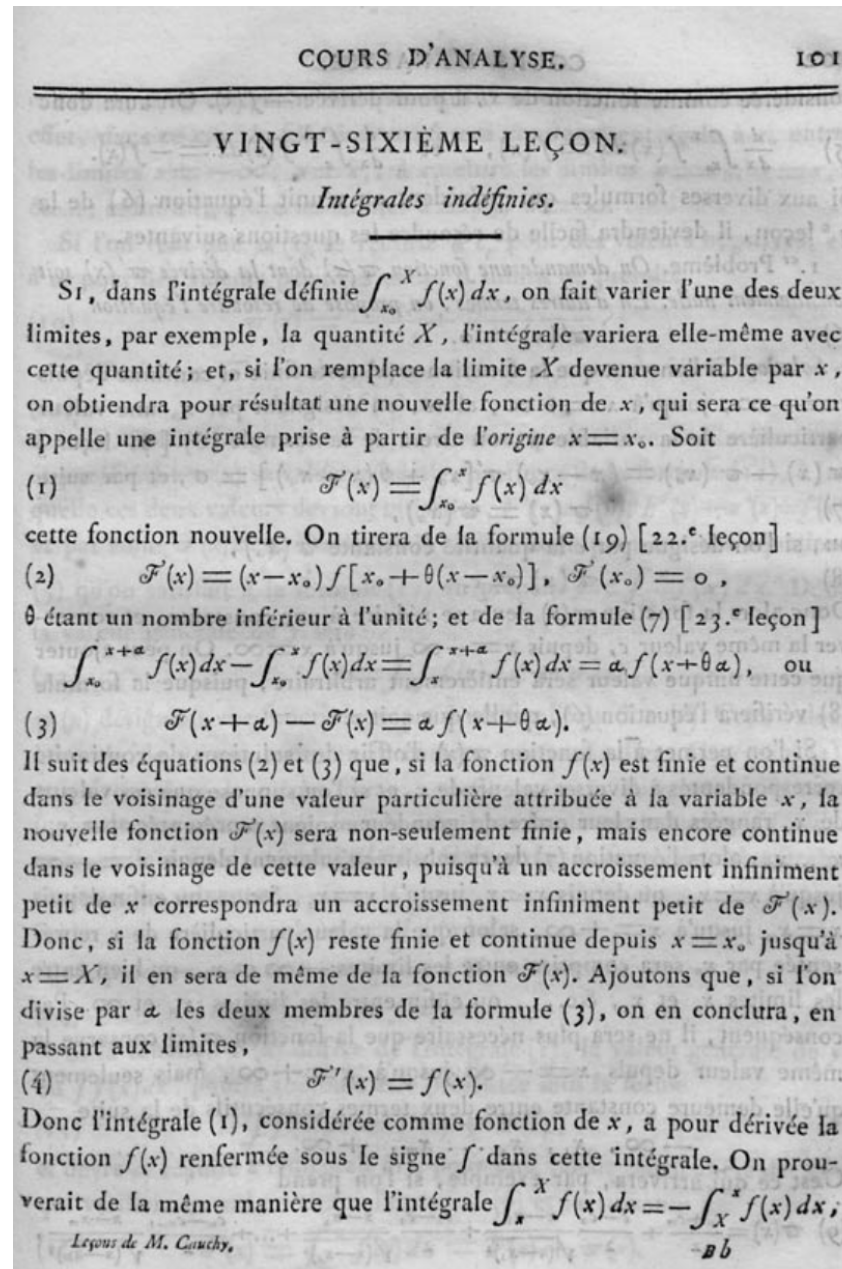 COURS D'ANALYSE. 101
VINGT-SIXIÈME LEÇON.
Intégrales indéfinies.
SI, dans l'intégrale définie ∫_{x₀}^{X} f(x) dx, on fait varier l'une des deux
limites, par exemple, la quantité X, l'intégrale variera elle-même avec
cette quantité; et, si l'on remplace la limite X devenue variable par x,
on obtiendra pour résultat une nouvelle fonction de x, qui sera ce qu'on
appelle une intégrale prise à partir de l'origine x=x₀. Soit
(1) ℱ(x)=∫_{x₀}^{x} f(x) dx
cette fonction nouvelle. On tirera de la formule (19) [22.e leçon]
(2) ℱ(x)=(x−x₀) f[x₀+θ(x−x₀)], ℱ(x₀)=0,
θ étant un nombre inférieur à l'unité; et de la formule (7) [23.e leçon]
∫_{x₀}^{x+α} f(x)dx−∫_{x₀}^{x} f(x)dx=∫_{x}^{x+α} f(x)dx=α f(x+θα), ou
(3) ℱ(x+α)−ℱ(x)=α f(x+θα).
Il suit des équations (2) et (3) que, si la fonction f(x) est finie et continue
dans le voisinage d'une valeur particulière attribuée à la variable x, la
nouvelle fonction ℱ(x) sera non-seulement finie, mais encore continue
dans le voisinage de cette valeur, puisqu'à un accroissement infiniment
petit de x correspondra un accroissement infiniment petit de ℱ(x).
Donc, si la fonction f(x) reste finie et continue depuis x=x₀ jusqu'à
x=X, il en sera de même de la fonction ℱ(x). Ajoutons que, si l'on
divise par α les deux membres de la formule (3), on en conclura, en
passant aux limites,
(4) ℱ'(x)=f(x).
Donc l'intégrale (1), considérée comme fonction de x, a pour dérivée la
fonction f(x) renfermée sous le signe ∫ dans cette intégrale. On prou-
verait de la même manière que l'intégrale ∫_{x}^{X} f(x)dx=−∫_{X}^{x} f(x)dx,
Leçons de M. Cauchy. Bb